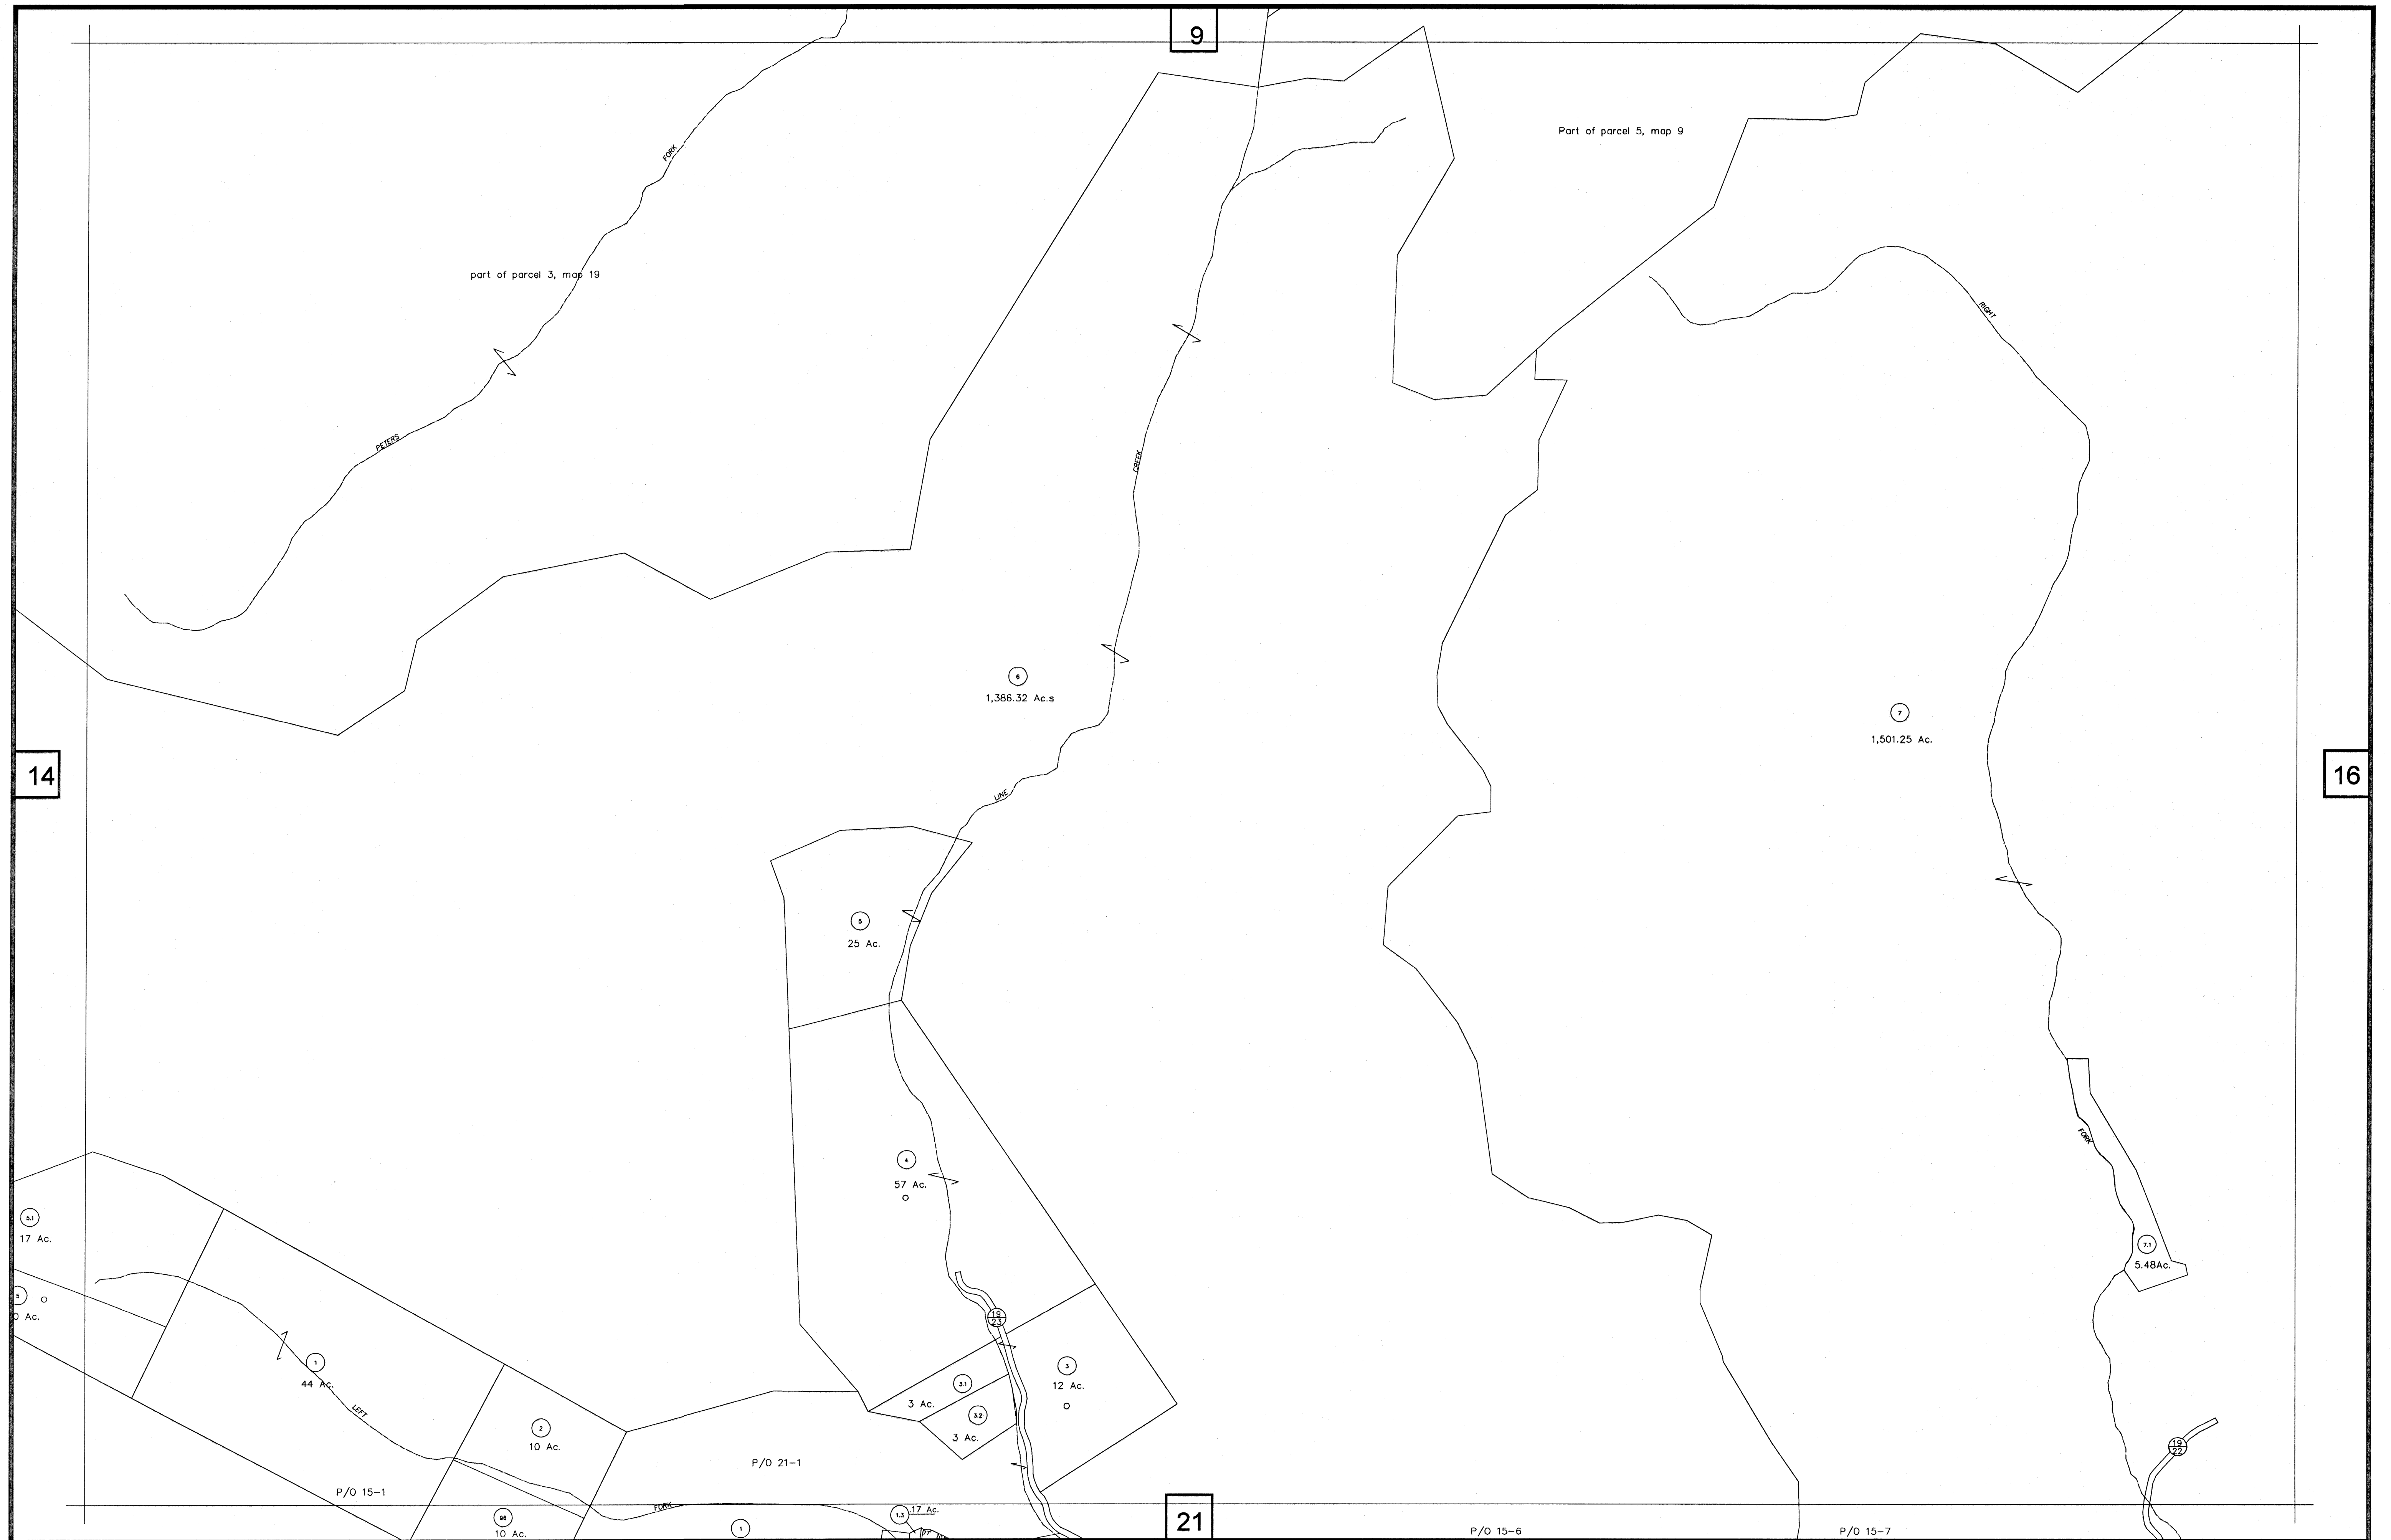 9
Part of parcel 5, map 9
FORK
part of parcel 3, map 19
RIGHT
PETERS
CREEK
6
1,386.32 Ac.s
7
1,501.25 Ac.
14
16
LINE
5
25 Ac.
FORK
4
57 Ac.
5.1
17 Ac.
7.1
5.48Ac.
5
0 Ac.
19
23
1
44 Ac.
3
12 Ac.
3.1
3 Ac.
LEFT
3.2
3 Ac.
2
10 Ac.
19
22
P/O 21-1
P/O 15-1
FORK
1.3
.17 Ac.
96
10 Ac.
1
21
P/O 15-6
P/O 15-7